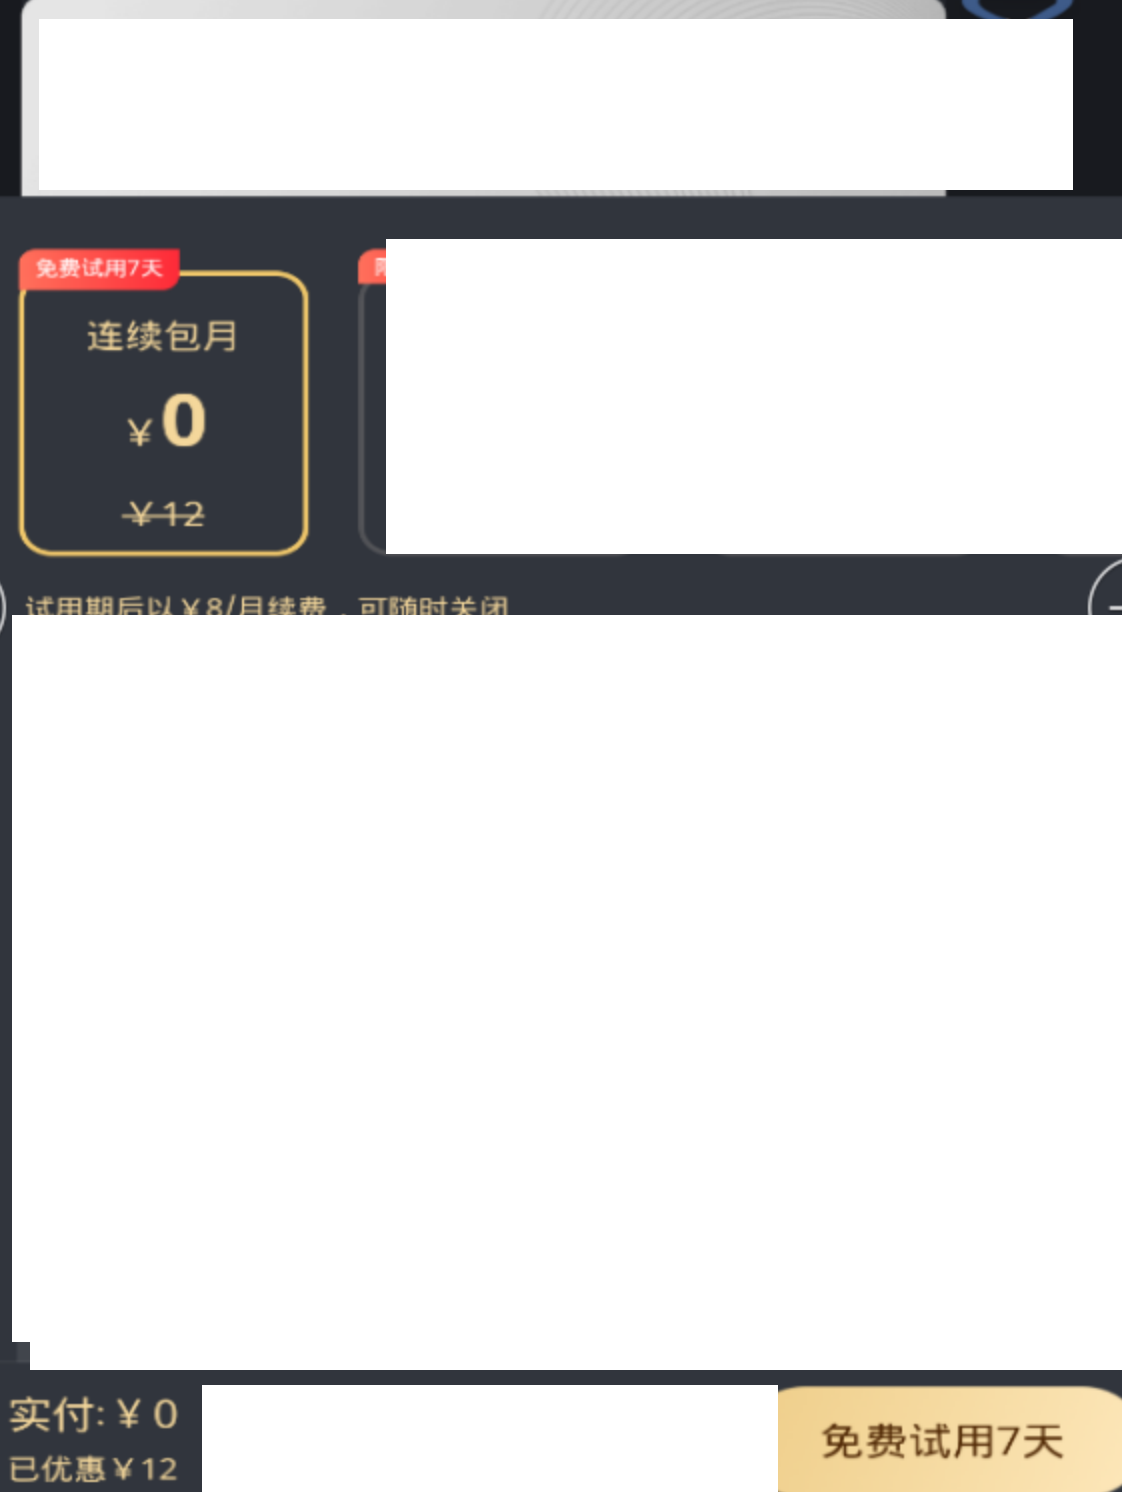 免费试用7天
连续包月
¥0
¥12
试用期后以¥8/月续费，可随时关闭
实付:¥0
已优惠¥12
免费试用7天